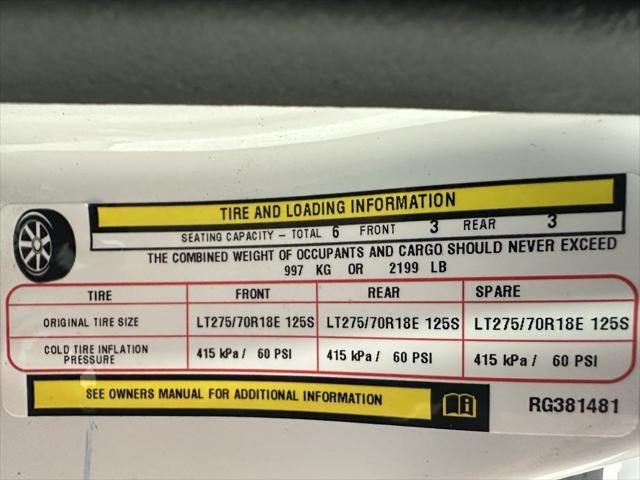 TIRE AND LOADING INFORMATION
SEATING CAPACITY – TOTAL 6 FRONT 3 REAR 3
THE COMBINED WEIGHT OF OCCUPANTS AND CARGO SHOULD NEVER EXCEED
997 KG OR 2199 LB
TIRE FRONT REAR SPARE
ORIGINAL TIRE SIZE LT275/70R18E 125S LT275/70R18E 125S LT275/70R18E 125S
COLD TIRE INFLATION PRESSURE 415 kPa / 60 PSI 415 kPa / 60 PSI 415 kPa / 60 PSI
SEE OWNERS MANUAL FOR ADDITIONAL INFORMATION RG381481